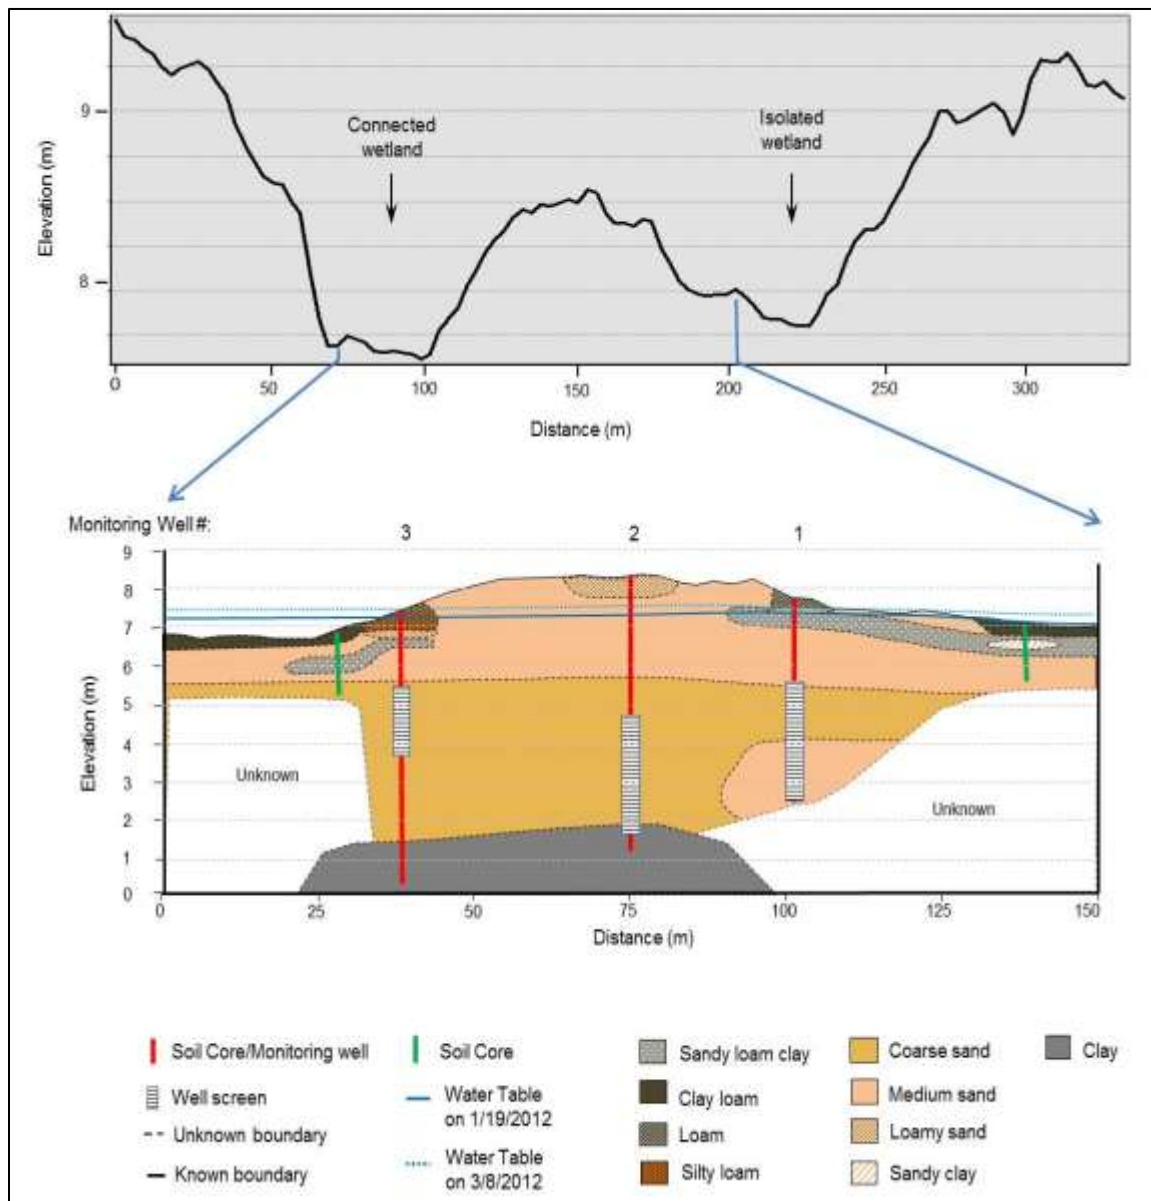 9
8
Elevation (m)
Connected
wetland
Isolated
wetland
0 50 100 150 200 250 300
Distance (m)
Monitoring Well #: 3 2 1
9
8
7
6
5
4
3
2
1
0
Elevation (m)
Unknown
Unknown
0 25 50 75 100 125 150
Distance (m)
Soil Core/Monitoring well
Well screen
Unknown boundary
Known boundary
Soil Core
Water Table
on 1/19/2012
Water Table
on 3/8/2012
Sandy loam clay
Clay loam
Loam
Silty loam
Coarse sand
Medium sand
Loamy sand
Sandy clay
Clay